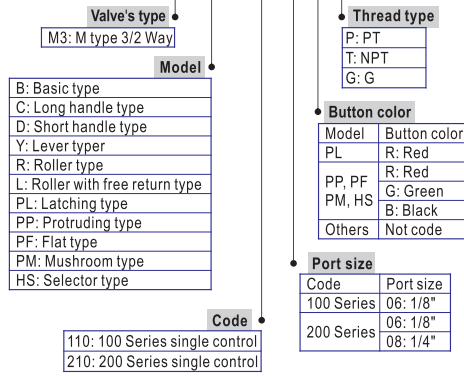 Valve's type
M3: M type 3/2 Way
Model
B: Basic type
C: Long handle type
D: Short handle type
Y: Lever typer
R: Roller type
L: Roller with free return type
PL: Latching type
PP: Protruding type
PF: Flat type
PM: Mushroom type
HS: Selector type
Code
110: 100 Series single control
210: 200 Series single control
Thread type
P: PT
T: NPT
G: G
Button color
Model Button color
PL R: Red
PP, PF PM, HS R: Red
G: Green
B: Black
Others Not code
Port size
Code Port size
100 Series 06: 1/8"
200 Series 06: 1/8"
08: 1/4"